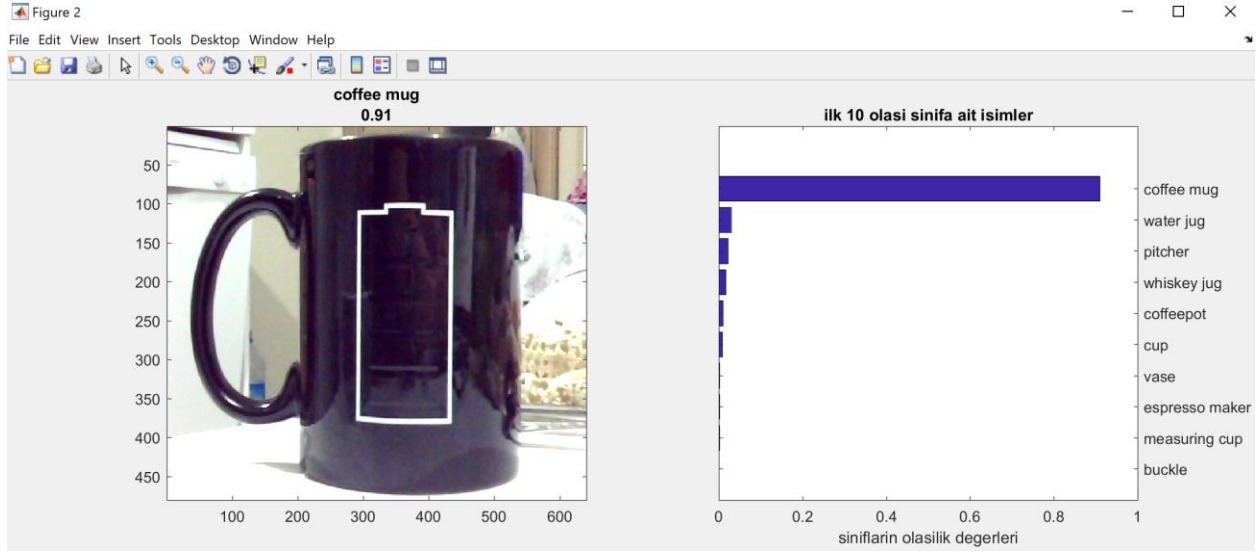 Figure 2
File Edit View Insert Tools Desktop Window Help
coffee mug
0.91
50
100
150
200
250
300
350
400
450
100 200 300 400 500 600
ilk 10 olasi sinifa ait isimler
coffee mug
water jug
pitcher
whiskey jug
coffeepot
cup
vase
espresso maker
measuring cup
buckle
0 0.2 0.4 0.6 0.8 1
siniflarin olasilik degerleri